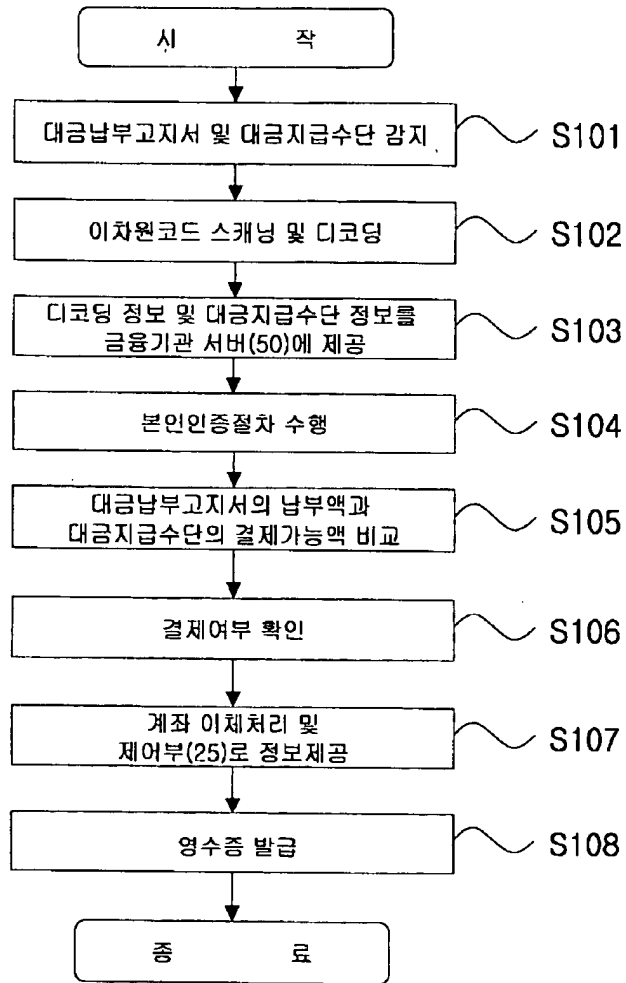 시 작
대금납부고지서 및 대금지급수단 감지
S101
이차원코드 스캐닝 및 디코딩
S102
디코딩 정보 및 대금지급수단 정보를
금융기관 서버(50)에 제공
S103
본인인증절차 수행
S104
대금납부고지서의 납부액과
대금지급수단의 결제가능액 비교
S105
결제여부 확인
S106
계좌 이체처리 및
제어부(25)로 정보제공
S107
영수증 발급
S108
종 료